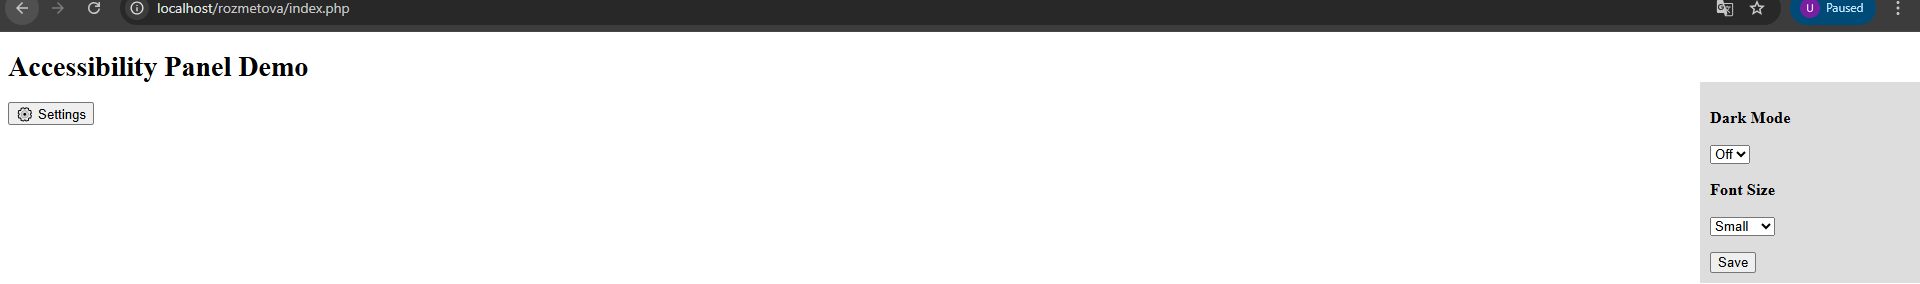 localhost/rozmetova/index.php
U Paused
Accessibility Panel Demo
Settings
Dark Mode
Off
Font Size
Small
Save